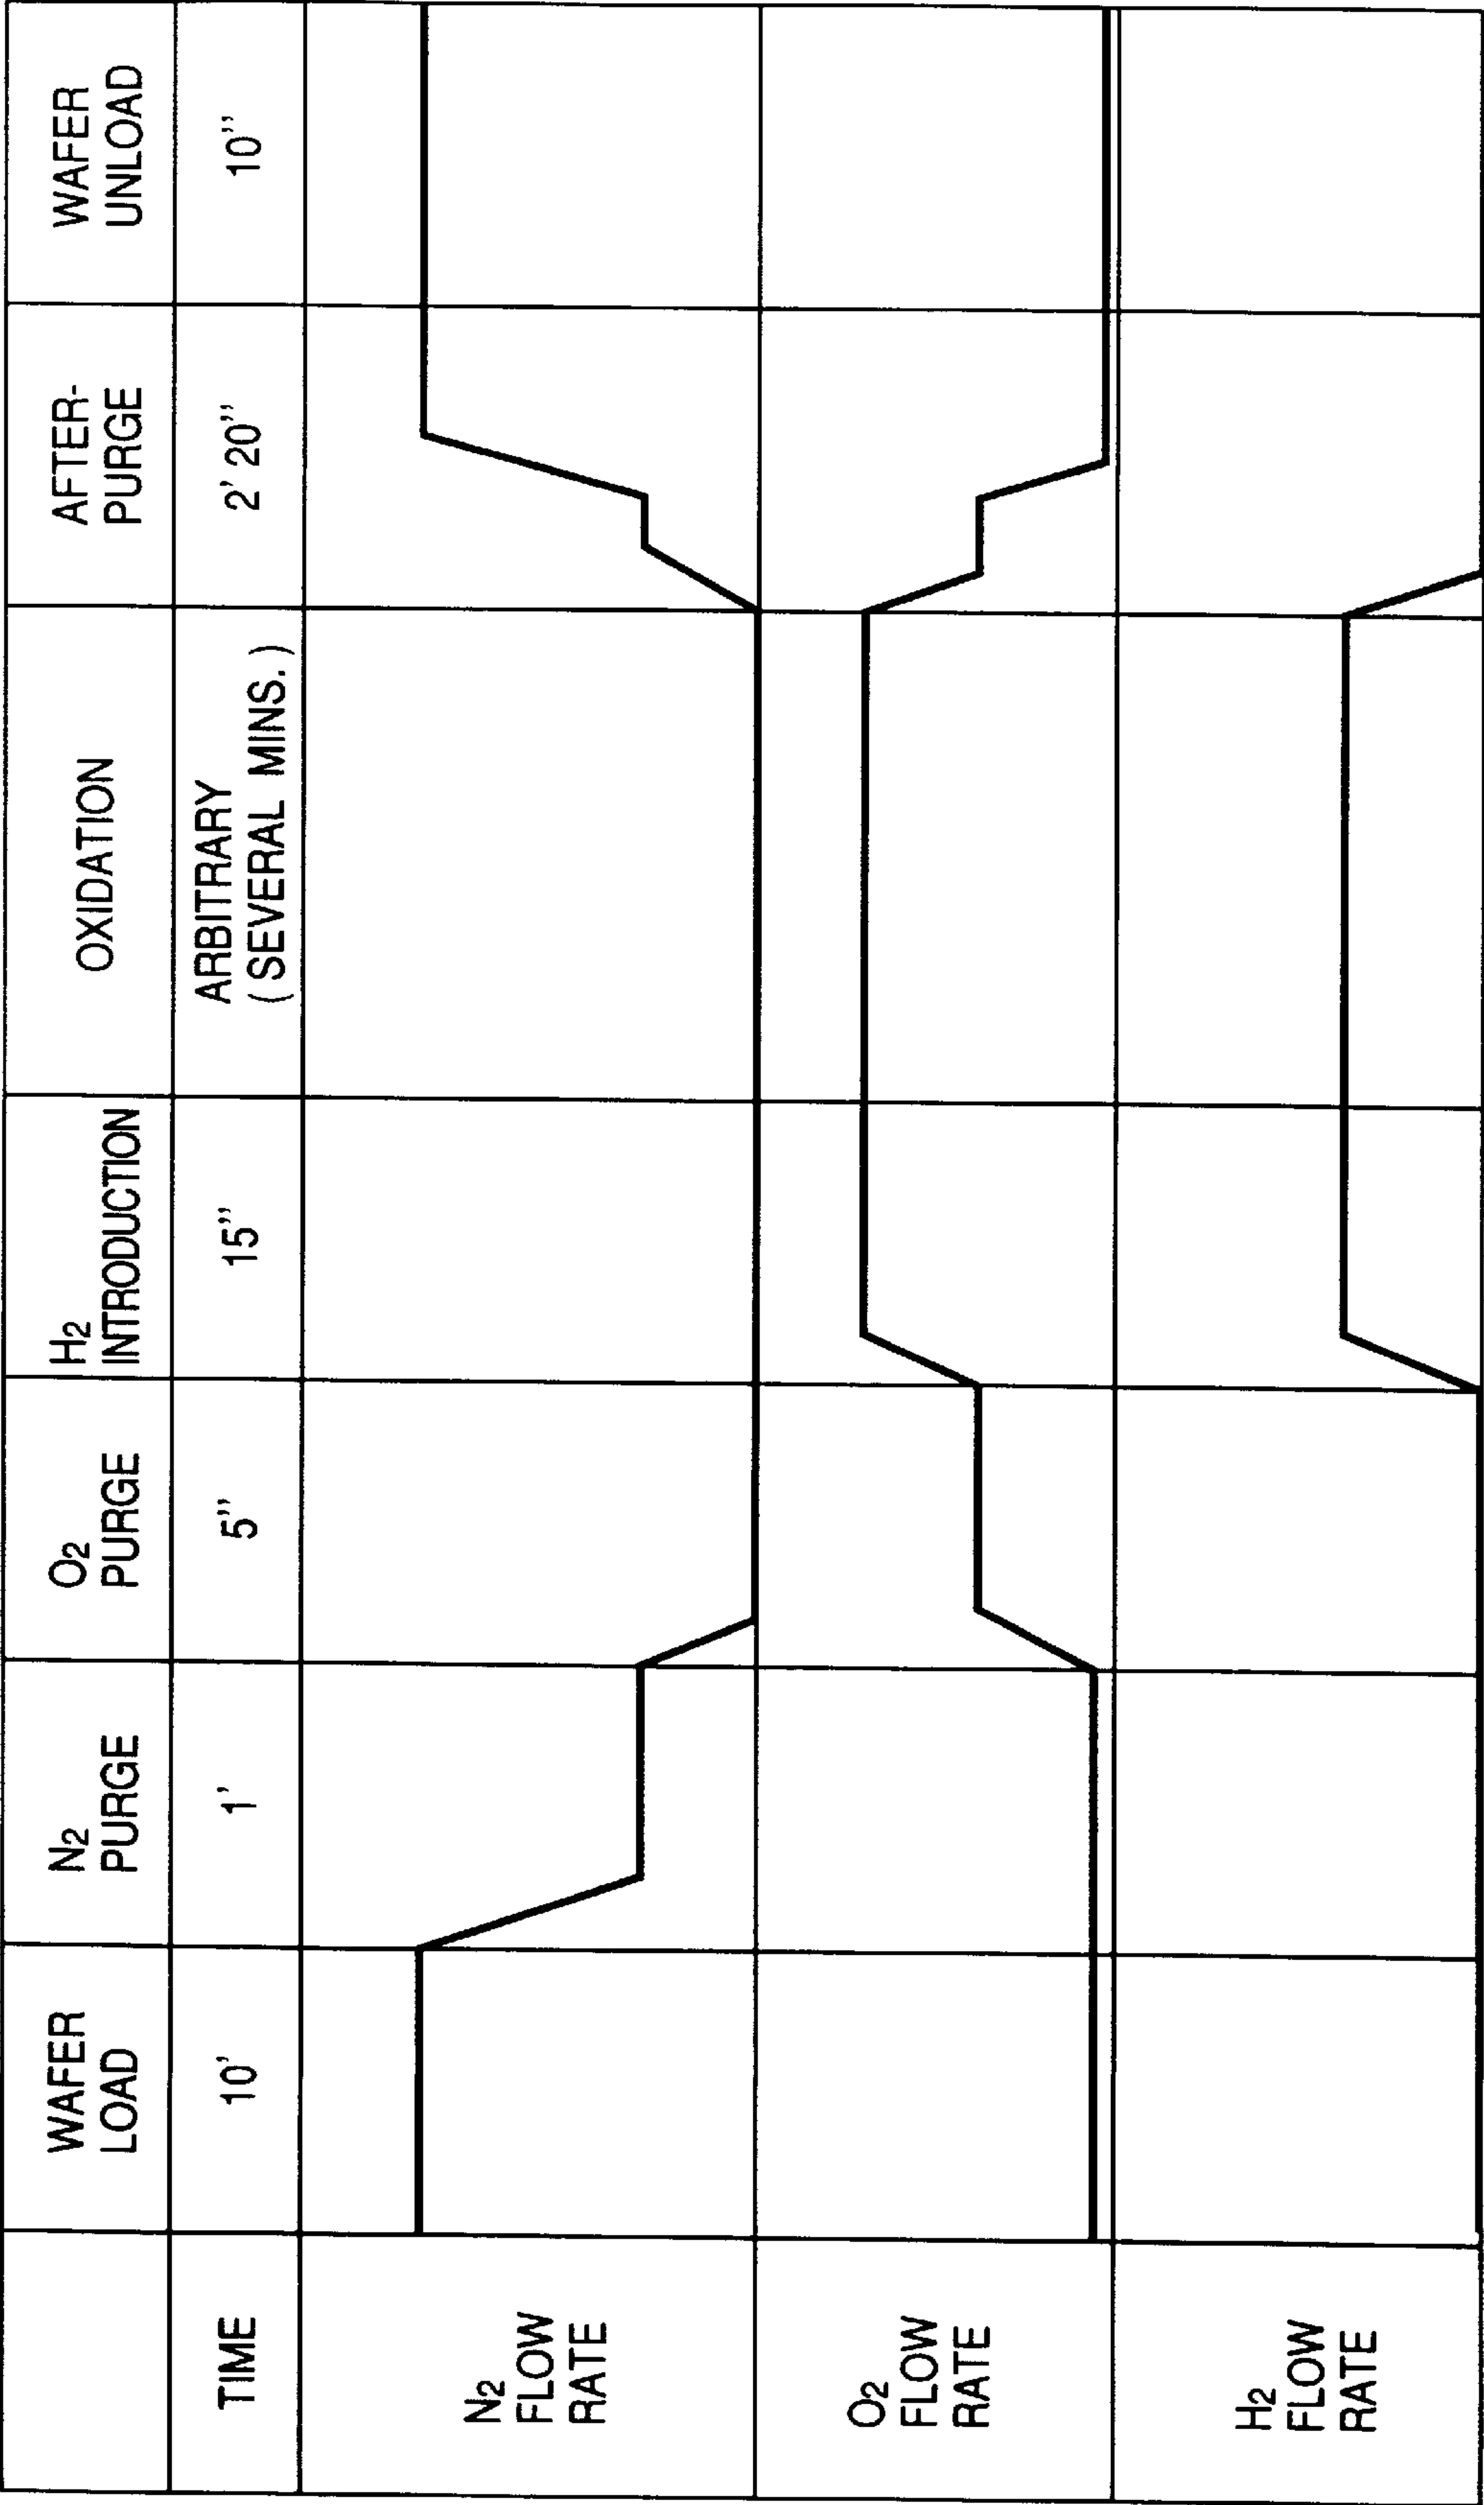 WAFER
LOAD
N2
PURGE
O2
PURGE
H2
INTRODUCTION
OXIDATION
AFTER-
PURGE
WAFER
UNLOAD
TIME
10'
1'
5"
15"
ARBITRARY
(SEVERAL MINS.)
2' 20"
10"
N2
FLOW
RATE
O2
FLOW
RATE
H2
FLOW
RATE